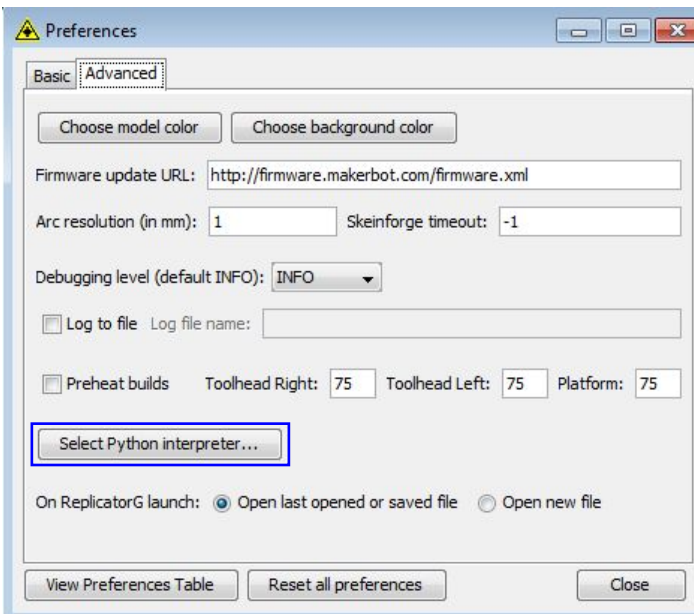 Preferences
Basic Advanced
Choose model color Choose background color
Firmware update URL: http://firmware.makerbot.com/firmware.xml
Arc resolution (in mm): 1 Skeinforge timeout: -1
Debugging level (default INFO): INFO
Log to file Log file name:
Preheat builds Toolhead Right: 75 Toolhead Left: 75 Platform: 75
Select Python interpreter...
On ReplicatorG launch: Open last opened or saved file Open new file
View Preferences Table Reset all preferences Close